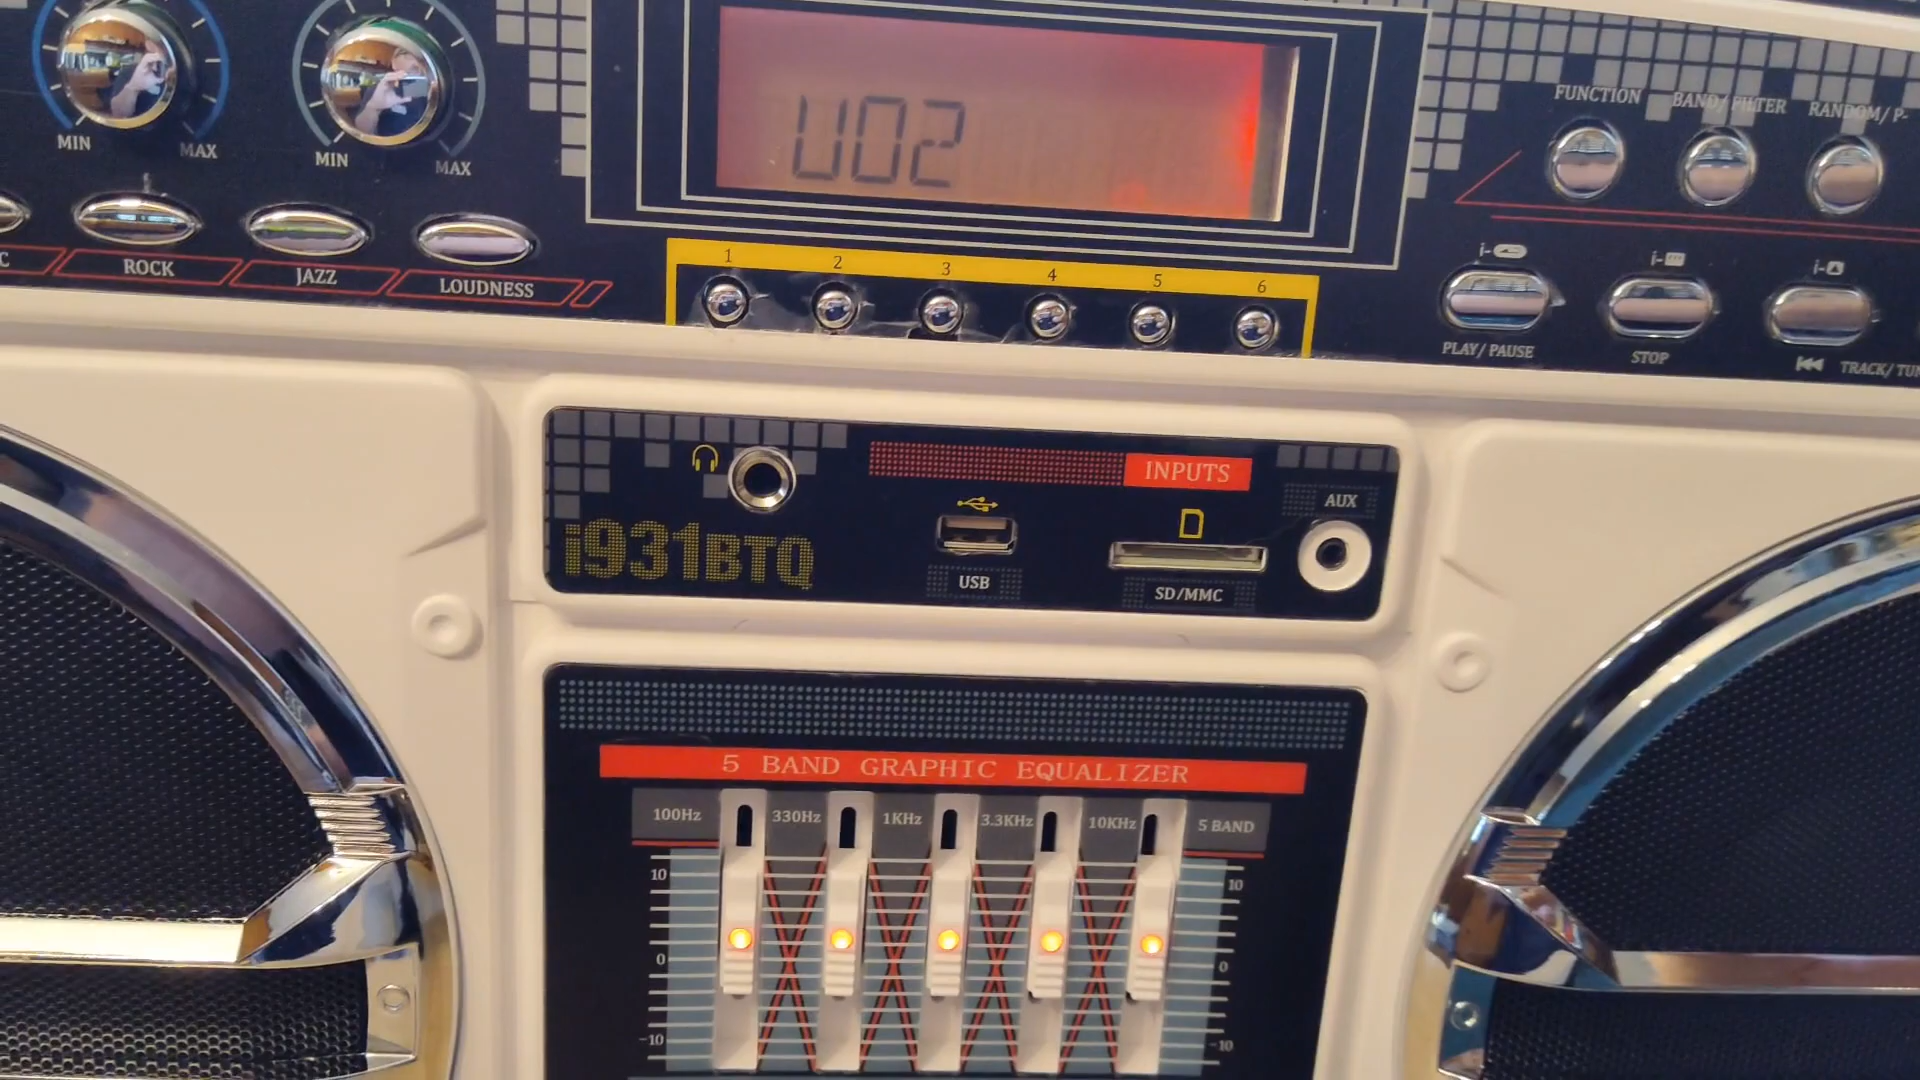 U02
FUNCTION
BAND/FILTER
RANDOM/P-
MIN
MAX
MIN
MAX
C
ROCK
JAZZ
LOUDNESS
1
2
3
4
5
6
i-
i-
i-
PLAY/PAUSE
STOP
TRACK/TUN
INPUTS
AUX
i931BTQ
USB
SD/MMC
5 BAND GRAPHIC EQUALIZER
100Hz
330Hz
1KHz
3.3KHz
10KHz
5 BAND
10
10
0
0
-10
-10